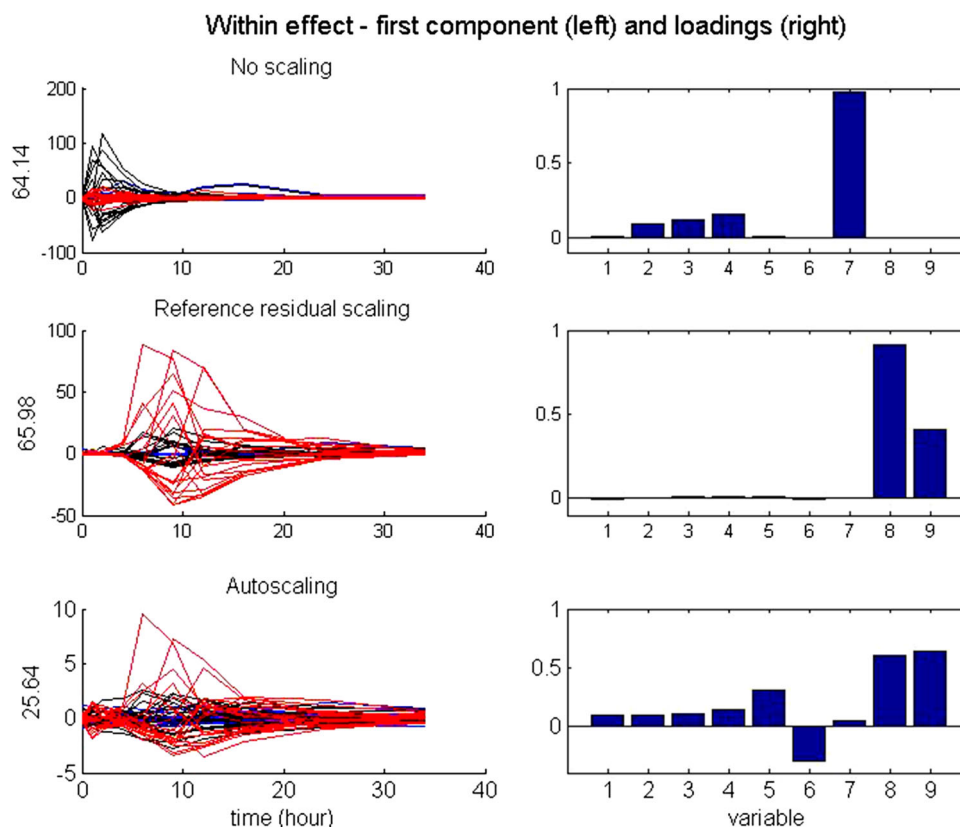 Within effect - first component (left) and loadings (right)
No scaling
200
100
0
-100
64.14
0 10 20 30 40
1
0.5
0
1 2 3 4 5 6 7 8 9
Reference residual scaling
100
50
0
-50
65.98
0 10 20 30 40
1
0.5
0
1 2 3 4 5 6 7 8 9
Autoscaling
10
5
0
-5
25.64
0 10 20 30 40
time (hour)
1
0.5
0
1 2 3 4 5 6 7 8 9
variable